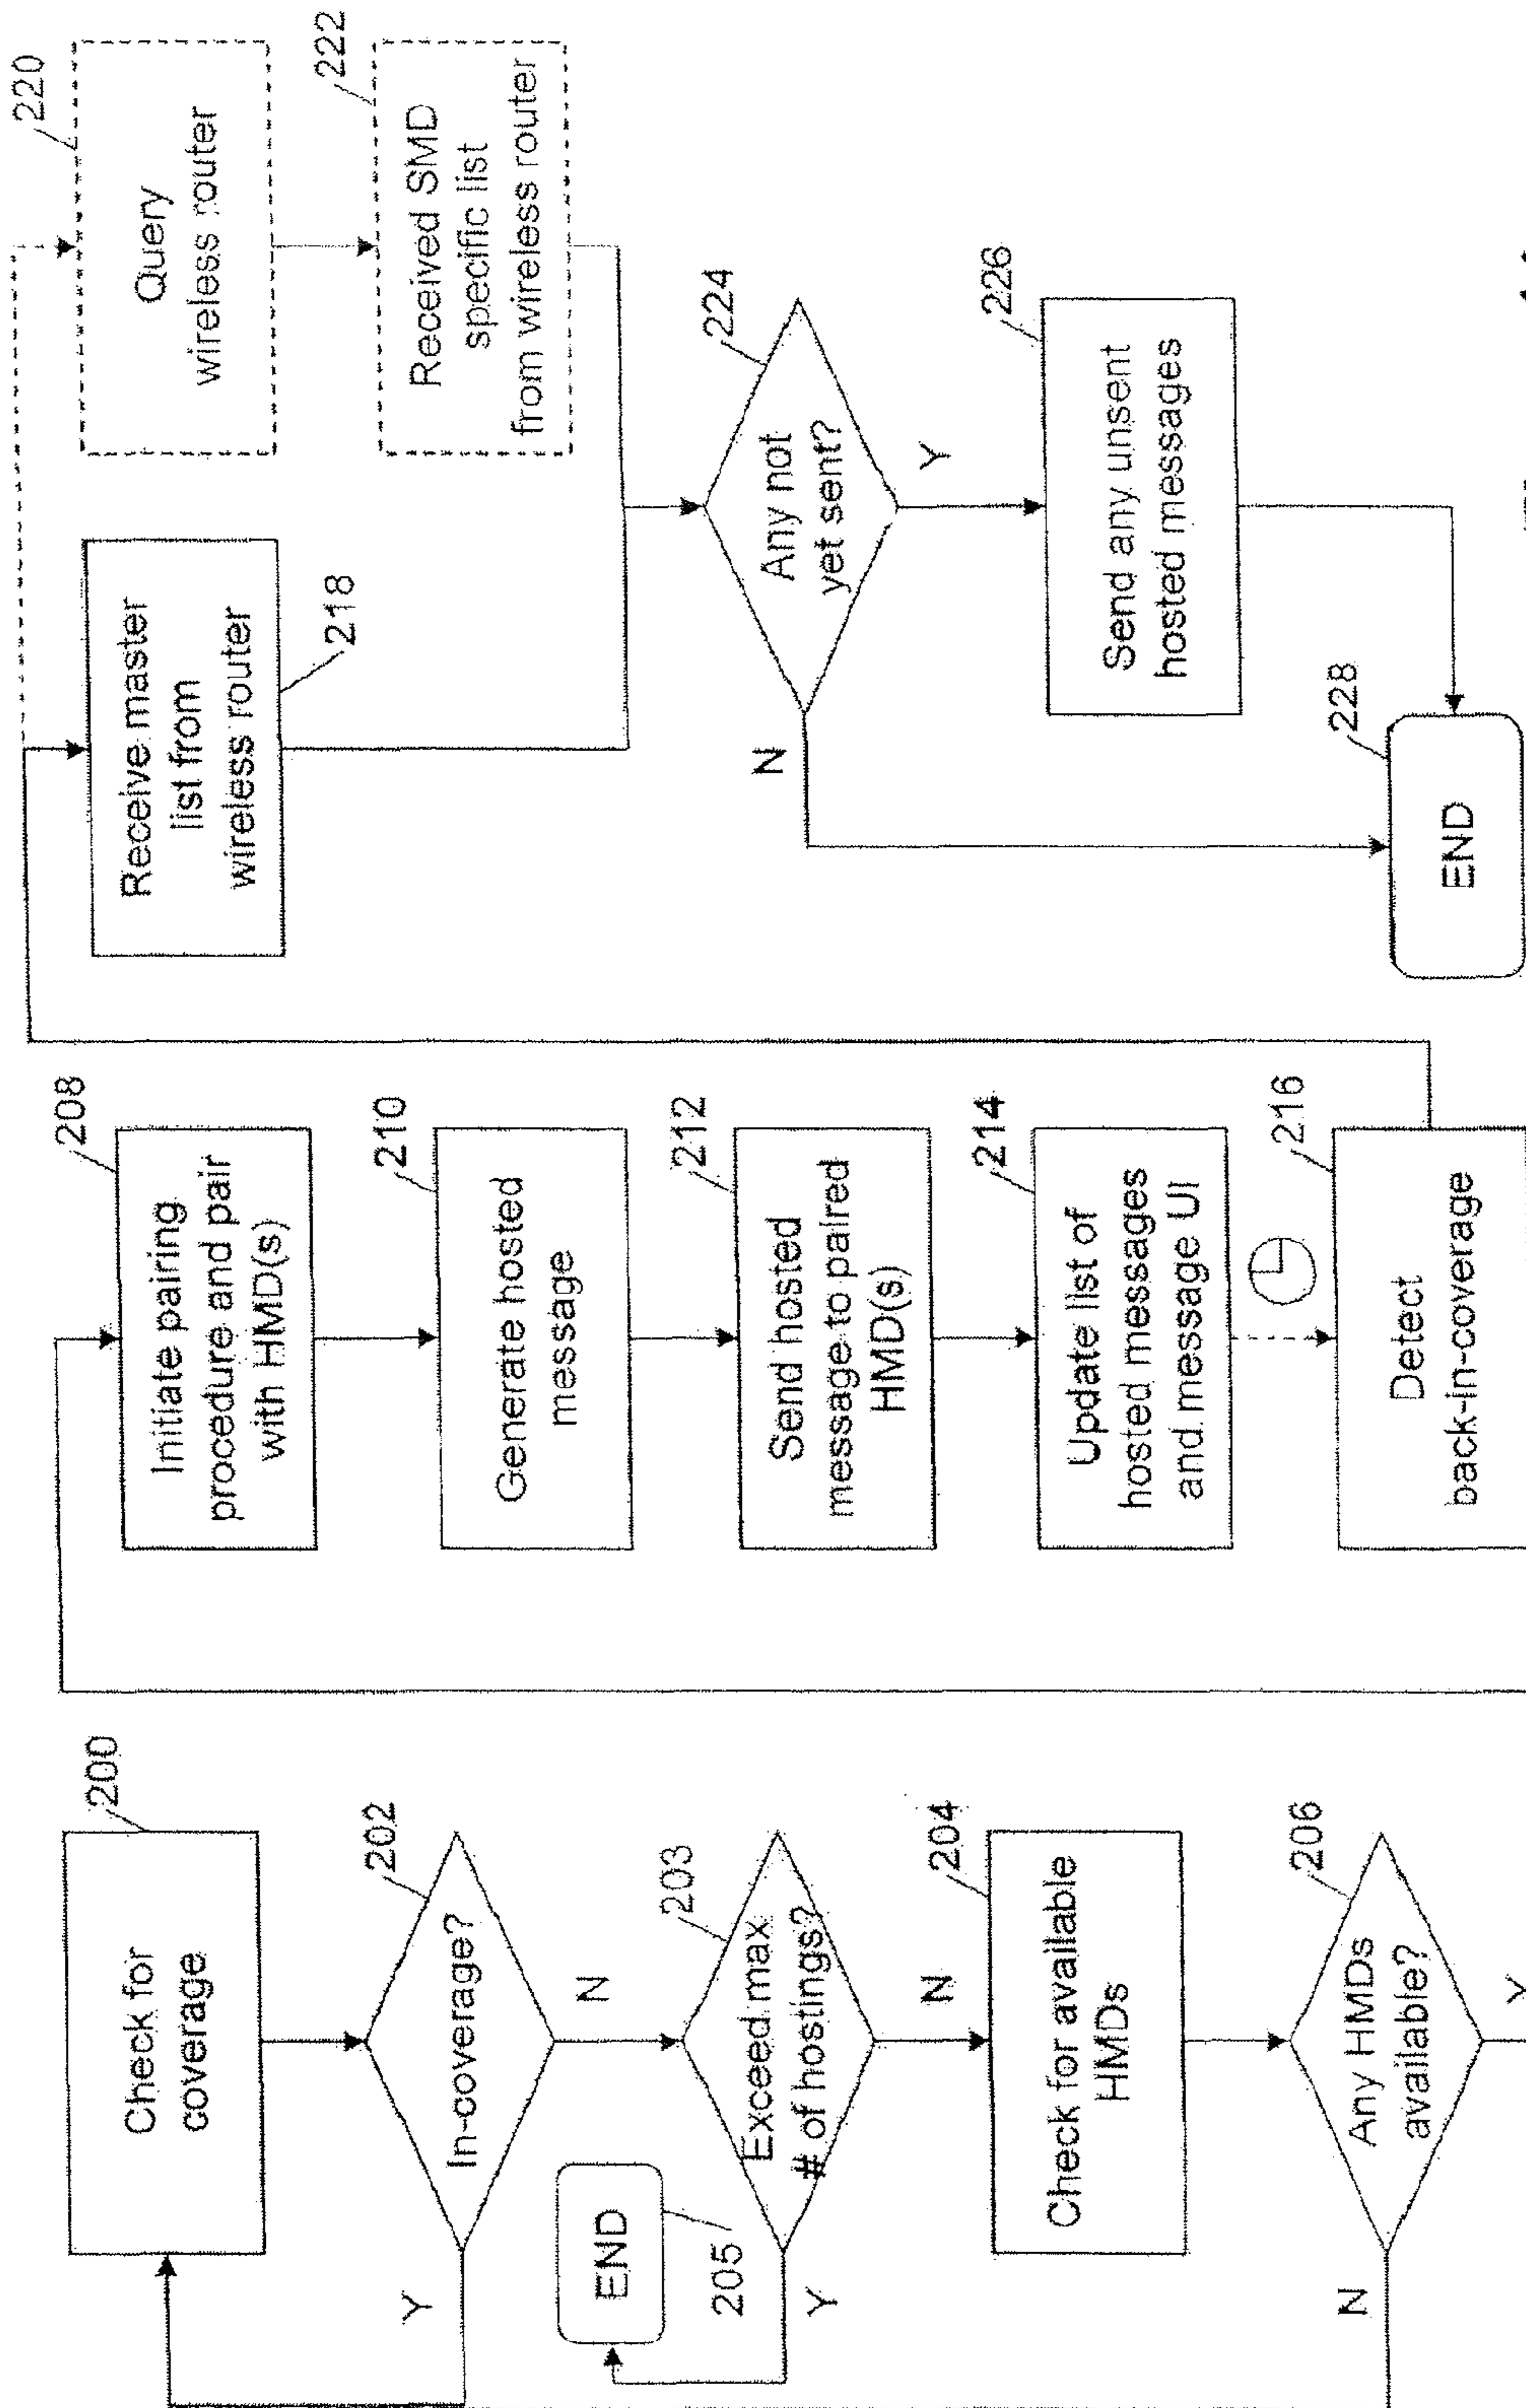 200
Check for
coverage
202
In-coverage?
Y
N
203
Exceed max
# of hostings?
Y
END
205
N
204
Check for available
HMDs
206
Any HMDs
available?
N
Y
208
Initiate pairing
procedure and pair
with HMD(s)
210
Generate hosted
message
212
Send hosted
message to paired
HMD(s)
214
Update list of
hosted messages
and message UI
216
Detect
back-in-coverage
Receive master
list from
wireless router
218
220
Query
wireless router
222
Received SMD
specific list
from wireless router
224
Any not
yet sent?
N
Y
226
Send any unsent
hosted messages
228
END